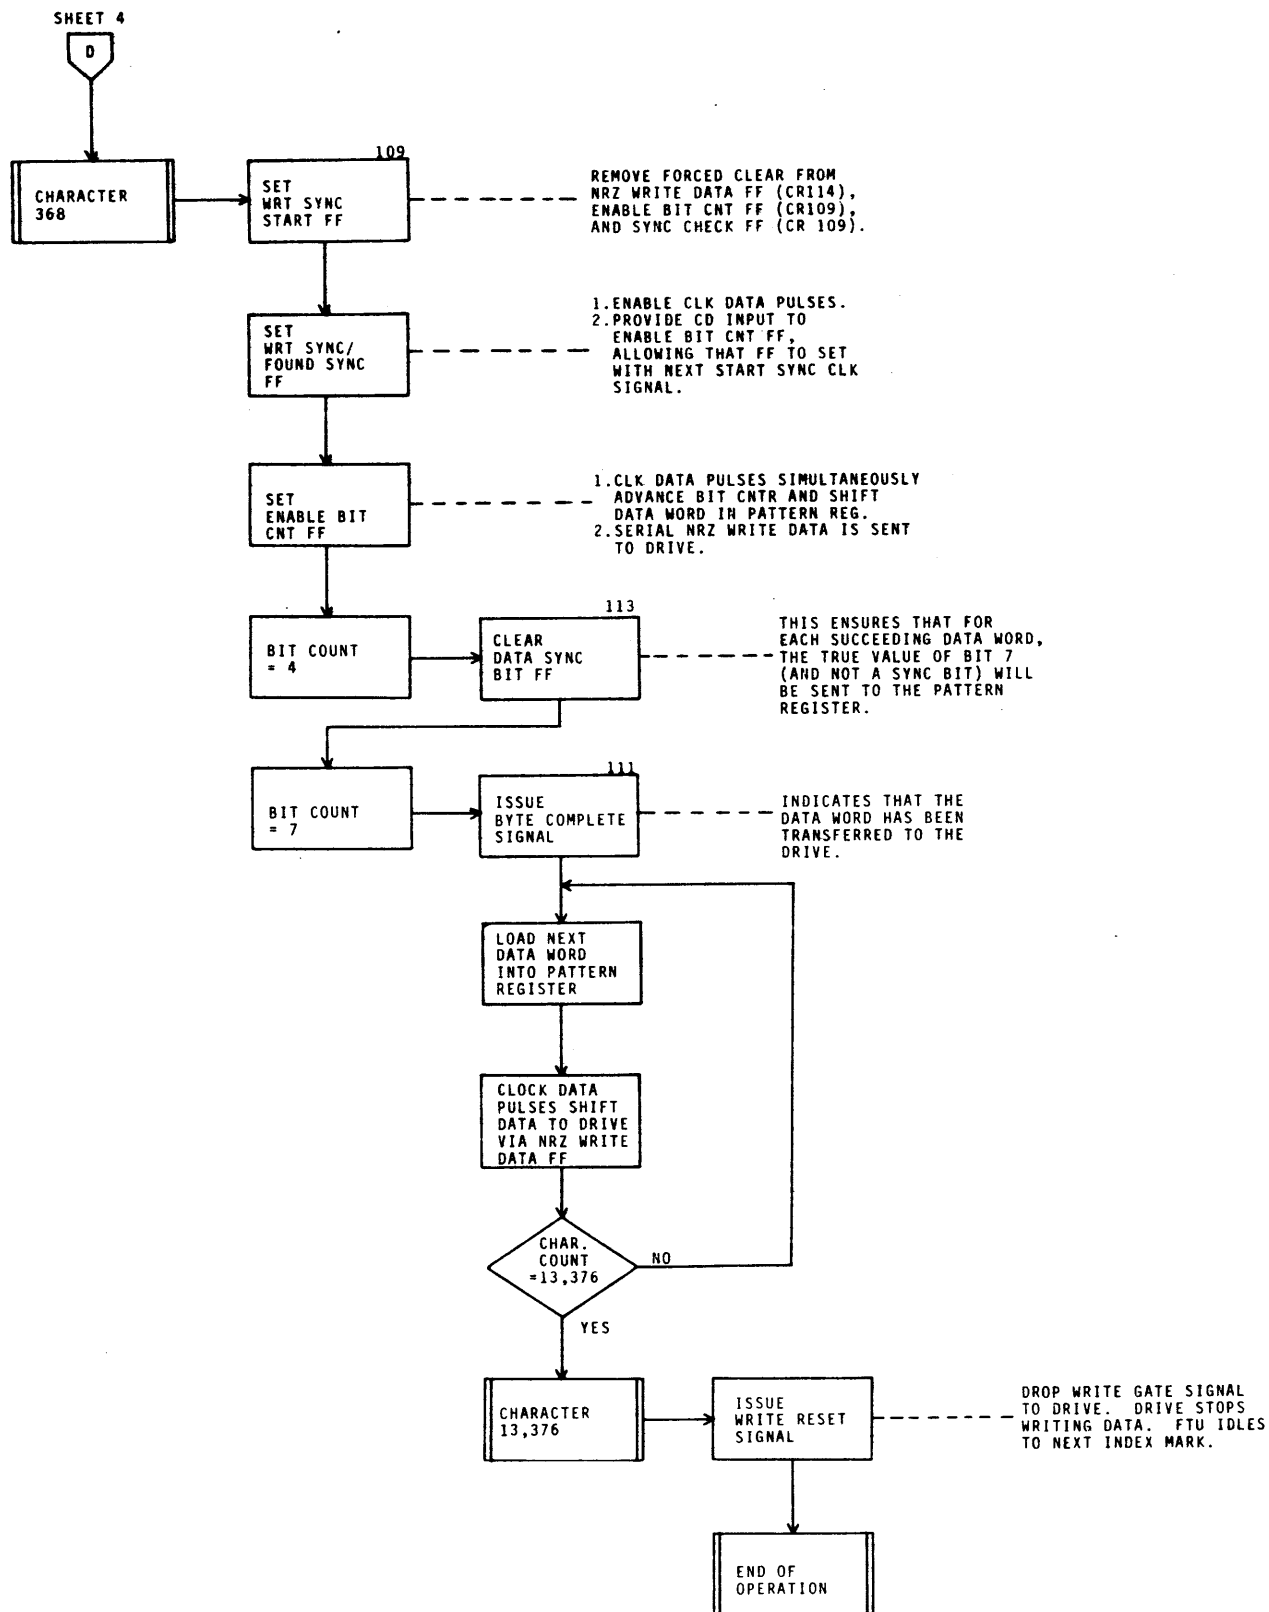 SHEET 4
D
CHARACTER
368
109
SET
WRT SYNC
START FF
REMOVE FORCED CLEAR FROM
NRZ WRITE DATA FF (CR114),
ENABLE BIT CNT FF (CR109),
AND SYNC CHECK FF (CR 109).
SET
WRT SYNC/
FOUND SYNC
FF
1.ENABLE CLK DATA PULSES.
2.PROVIDE CD INPUT TO
ENABLE BIT CNT FF,
ALLOWING THAT FF TO SET
WITH NEXT START SYNC CLK
SIGNAL.
SET
ENABLE BIT
CNT FF
1.CLK DATA PULSES SIMULTANEOUSLY
ADVANCE BIT CNTR AND SHIFT
DATA WORD IN PATTERN REG.
2.SERIAL NRZ WRITE DATA IS SENT
TO DRIVE.
BIT COUNT
= 4
113
CLEAR
DATA SYNC
BIT FF
THIS ENSURES THAT FOR
EACH SUCCEEDING DATA WORD,
THE TRUE VALUE OF BIT 7
(AND NOT A SYNC BIT) WILL
BE SENT TO THE PATTERN
REGISTER.
BIT COUNT
= 7
111
ISSUE
BYTE COMPLETE
SIGNAL
INDICATES THAT THE
DATA WORD HAS BEEN
TRANSFERRED TO THE
DRIVE.
LOAD NEXT
DATA WORD
INTO PATTERN
REGISTER
CLOCK DATA
PULSES SHIFT
DATA TO DRIVE
VIA NRZ WRITE
DATA FF
CHAR.
COUNT
=13,376
NO
YES
CHARACTER
13,376
ISSUE
WRITE RESET
SIGNAL
DROP WRITE GATE SIGNAL
TO DRIVE. DRIVE STOPS
WRITING DATA. FTU IDLES
TO NEXT INDEX MARK.
END OF
OPERATION